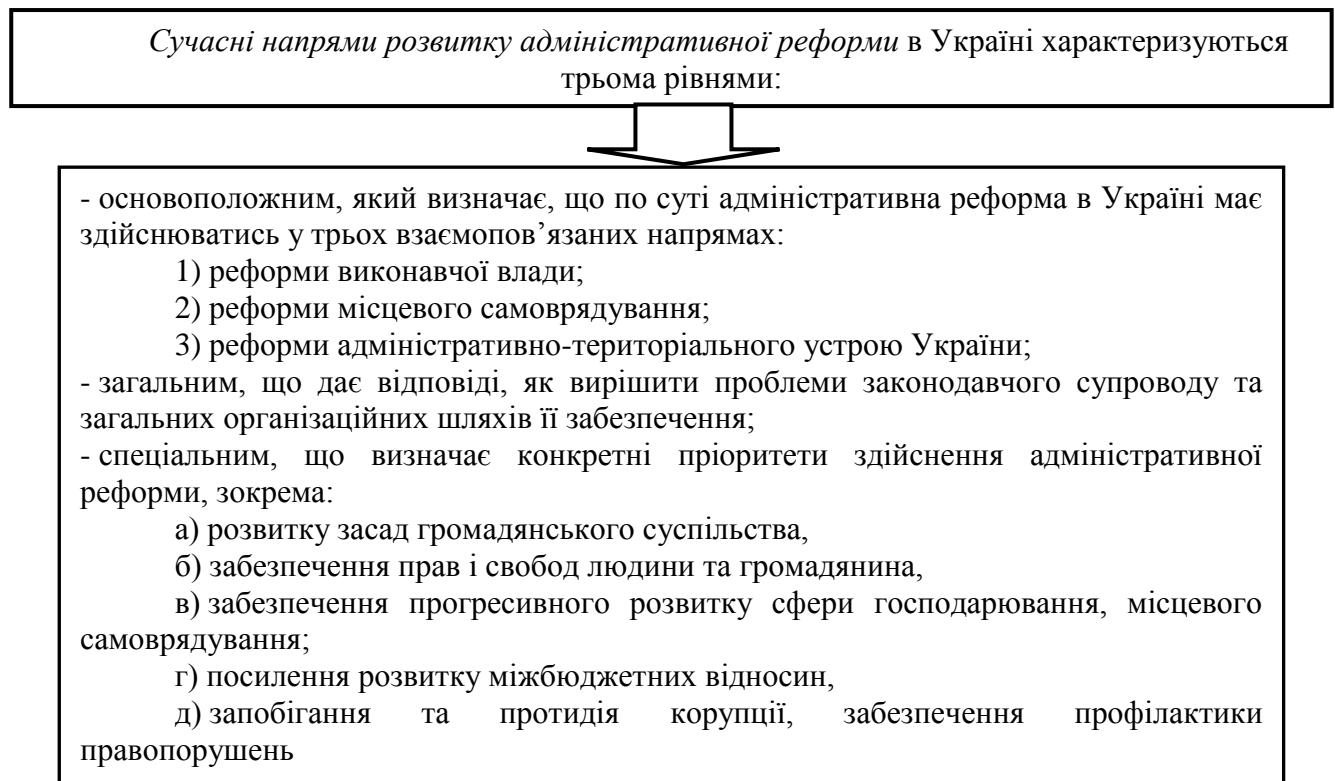 Сучасні напрями розвитку адміністративної реформи в Україні характеризуються
трьома рівнями:
- основоположним, який визначає, що по суті адміністративна реформа в Україні має
здійснюватись у трьох взаємопов’язаних напрямах:
1) реформи виконавчої влади;
2) реформи місцевого самоврядування;
3) реформи адміністративно-територіального устрою України;
- загальним, що дає відповіді, як вирішити проблеми законодавчого супроводу та
загальних організаційних шляхів її забезпечення;
- спеціальним, що визначає конкретні пріоритети здійснення адміністративної
реформи, зокрема:
а) розвитку засад громадянського суспільства,
б) забезпечення прав і свобод людини та громадянина,
в) забезпечення прогресивного розвитку сфери господарювання, місцевого
самоврядування;
г) посилення розвитку міжбюджетних відносин,
д) запобігання та протидія корупції, забезпечення профілактики
правопорушень